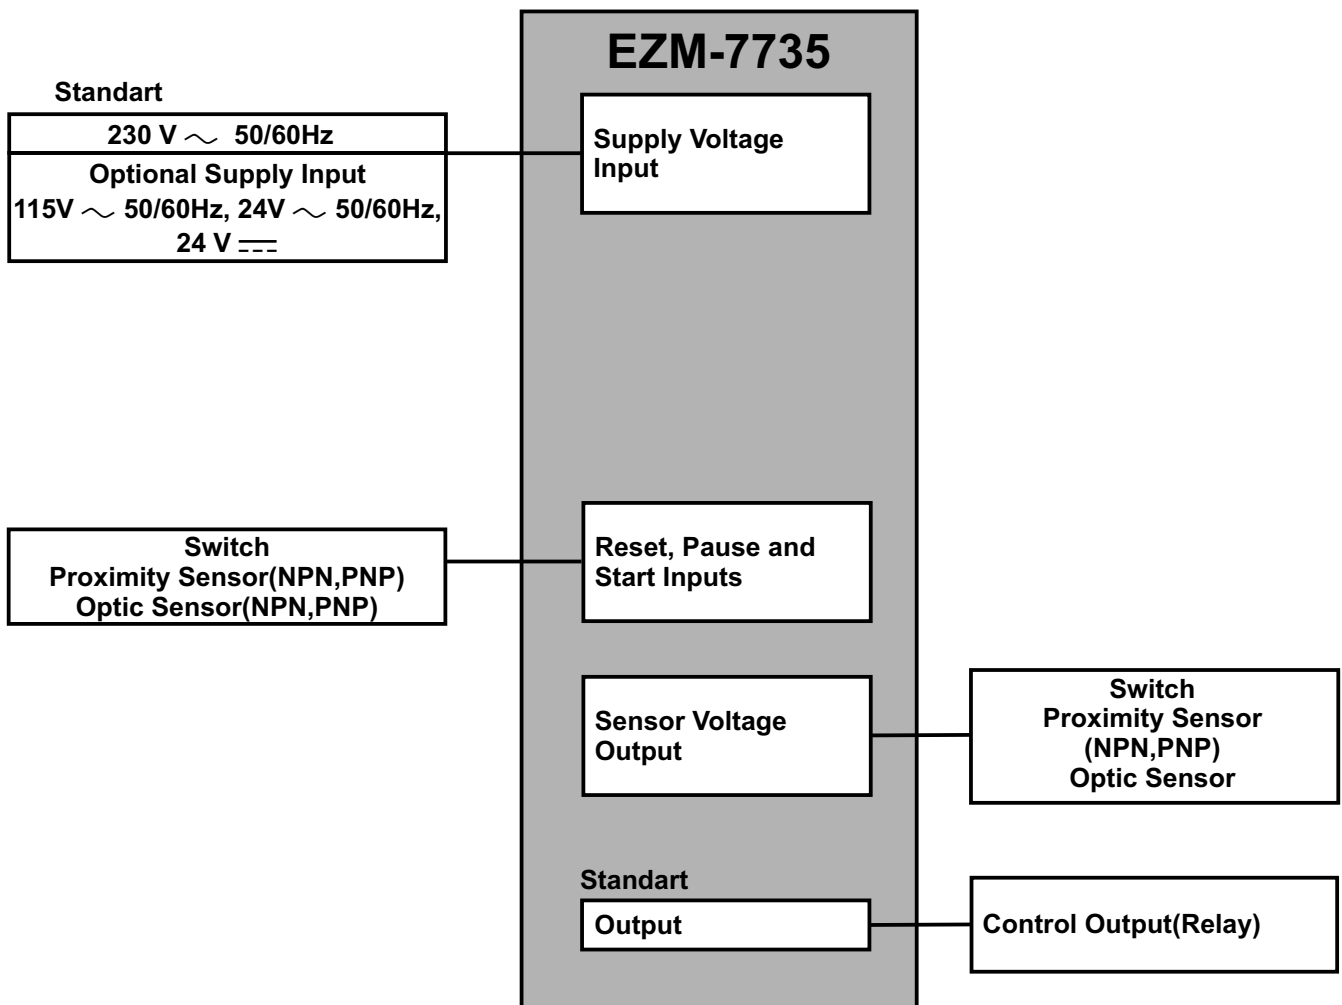 EZM-7735
Standart
230 V ～ 50/60Hz
Optional Supply Input
115V ～ 50/60Hz, 24V ～ 50/60Hz,
24 V ⎓
Supply Voltage
Input
Switch
Proximity Sensor(NPN,PNP)
Optic Sensor(NPN,PNP)
Reset, Pause and
Start Inputs
Sensor Voltage
Output
Switch
Proximity Sensor
(NPN,PNP)
Optic Sensor
Standart
Output
Control Output(Relay)